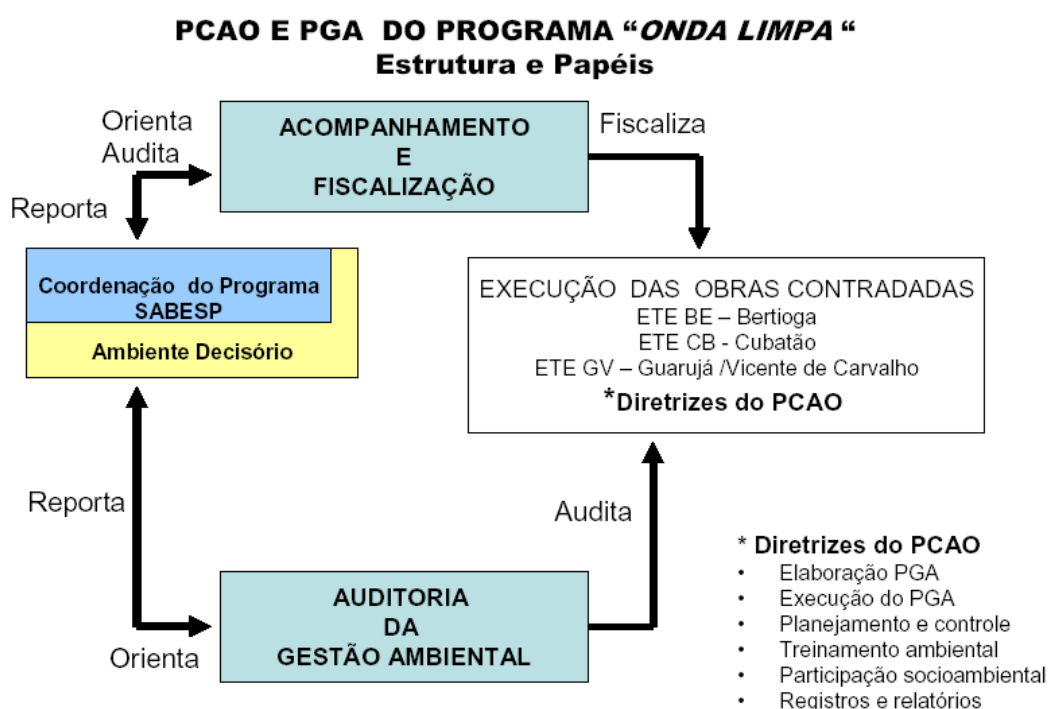 PCAO E PGA DO PROGRAMA “ONDA LIMPA “
Estrutura e Papéis
Orienta
Audita
ACOMPANHAMENTO
E
FISCALIZAÇÃO
Fiscaliza
Reporta
Coordenação do Programa
SABESP
Ambiente Decisório
EXECUÇÃO DAS OBRAS CONTRADADAS
ETE BE – Bertioga
ETE CB - Cubatão
ETE GV – Guarujá /Vicente de Carvalho
*Diretrizes do PCAO
Reporta
Audita
Orienta
AUDITORIA
DA
GESTÃO AMBIENTAL
* Diretrizes do PCAO
• Elaboração PGA
• Execução do PGA
• Planejamento e controle
• Treinamento ambiental
• Participação socioambiental
• Registros e relatórios